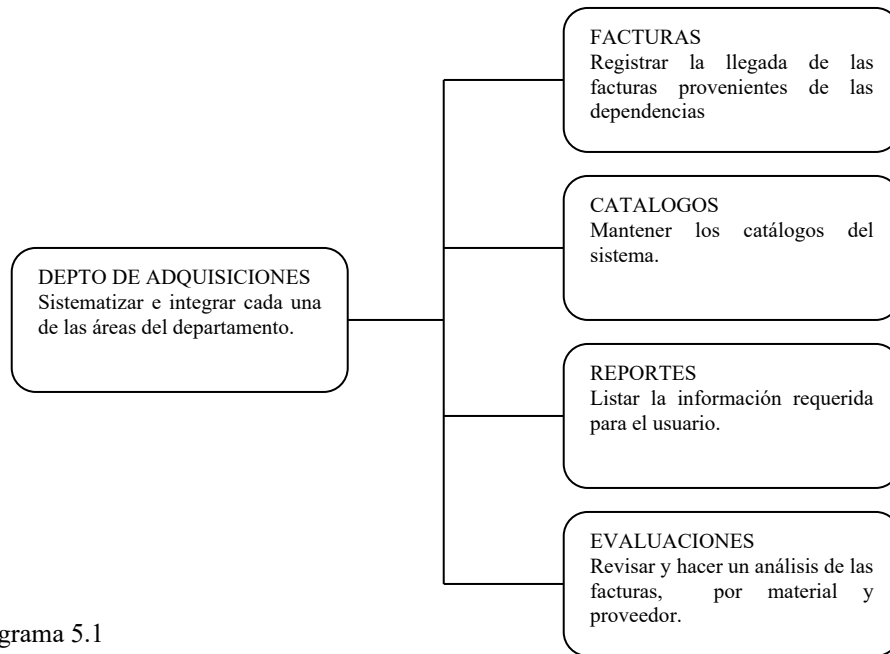 FACTURAS
Registrar la llegada de las
facturas provenientes de las
dependencias
CATALOGOS
Mantener los catálogos del
sistema.
DEPTO DE ADQUISICIONES
Sistematizar e integrar cada una
de las áreas del departamento.
REPORTES
Listar la información requerida
para el usuario.
EVALUACIONES
Revisar y hacer un análisis de las
facturas, por material y
proveedor.
grama 5.1